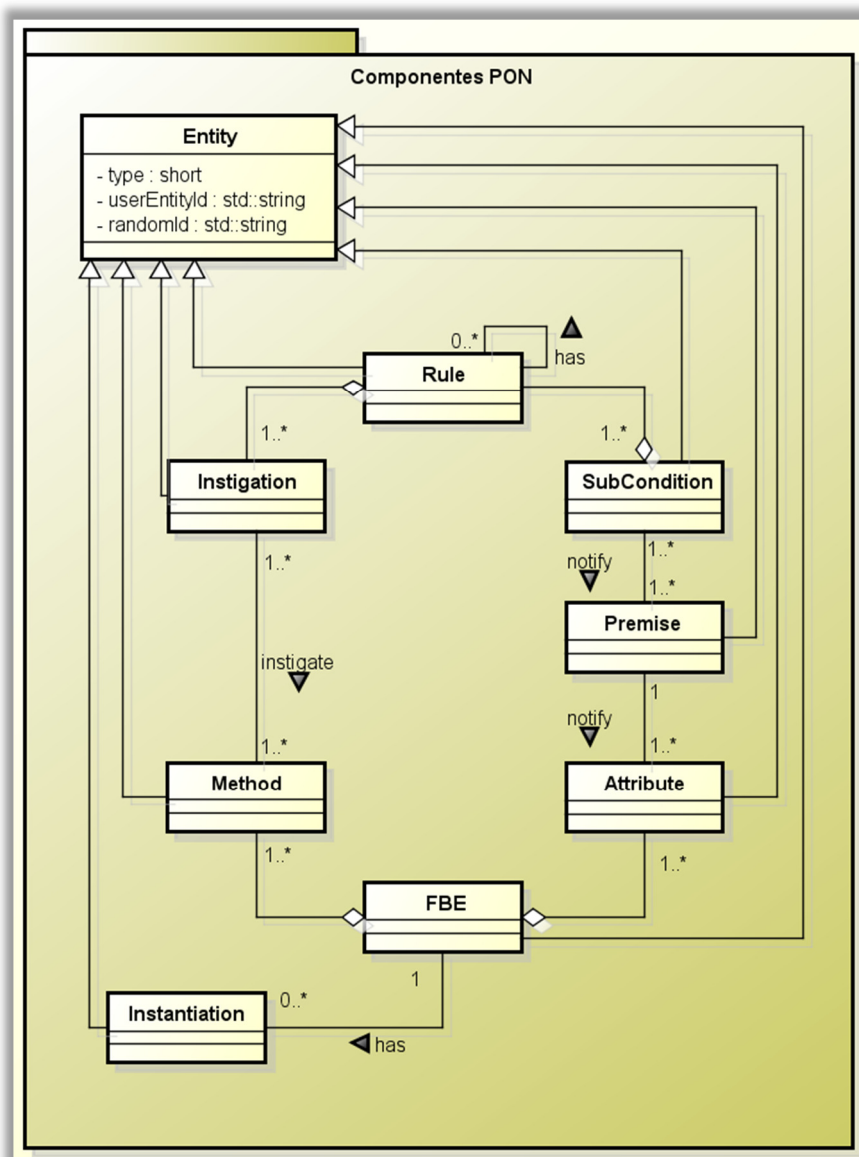 Componentes PON
Entity
- type : short
- userEntityId : std::string
- randomId : std::string
0..*
has
Rule
1..*
1..*
Instigation
SubCondition
1..*
1..*
notify
1..*
Premise
instigate
1
notify
1..*
1..*
Method
Attribute
1..*
1..*
FBE
1
0..*
Instantiation
has